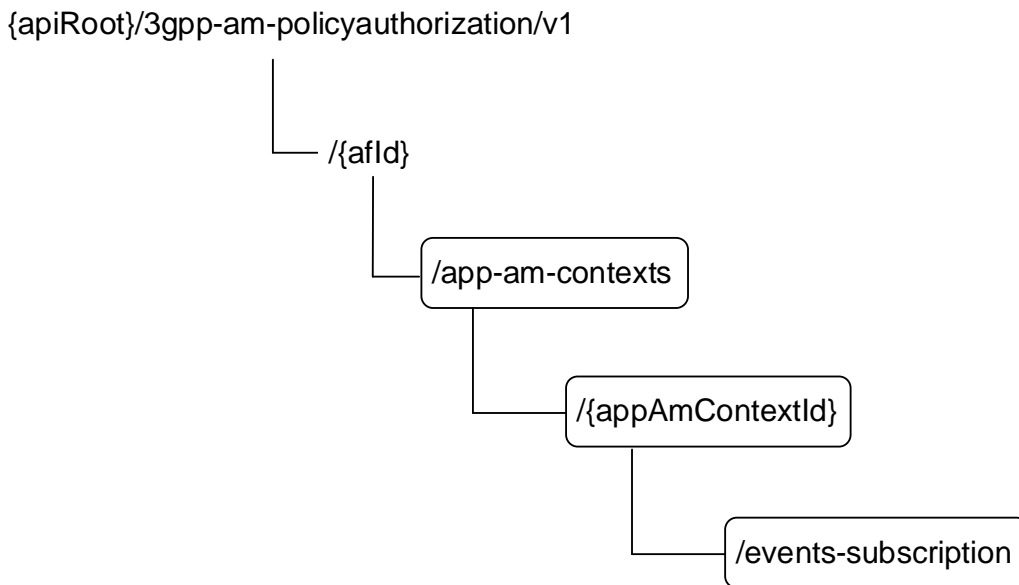 {apiRoot}/3gpp-am-policyauthorization/v1
/{afId}
/app-am-contexts
/{appAmContextId}
/events-subscription